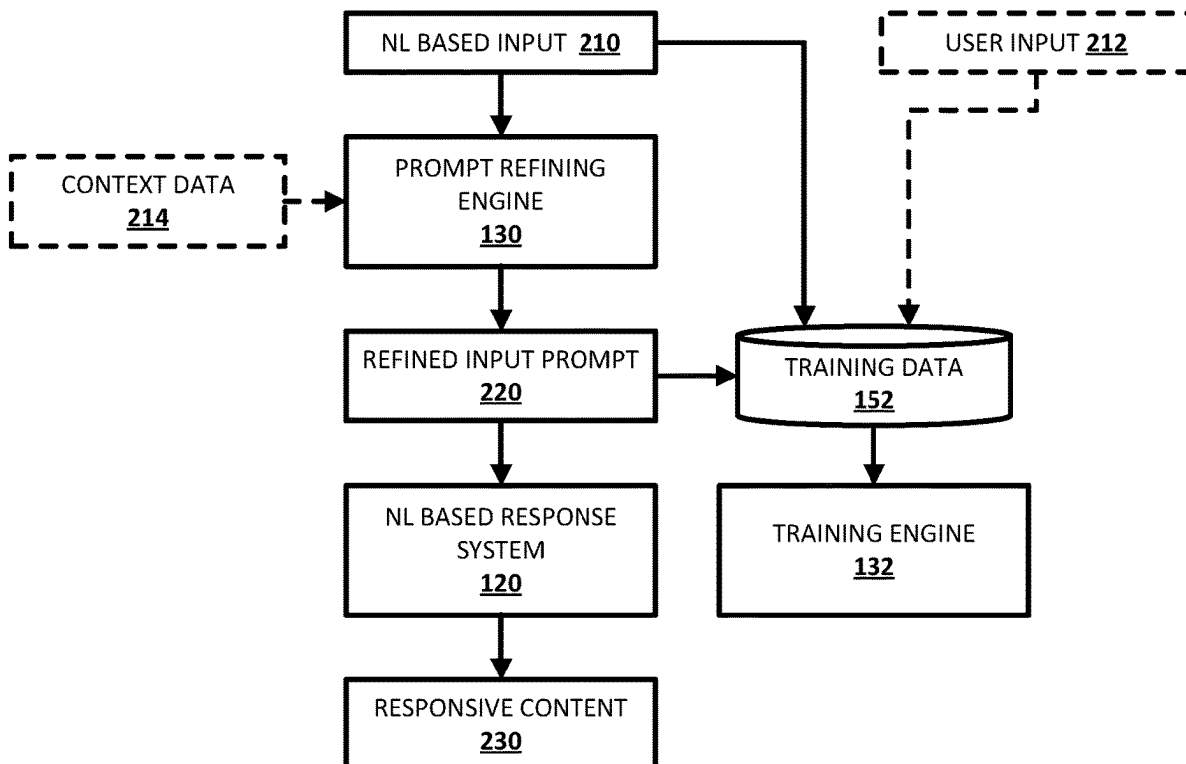 NL BASED INPUT 210
USER INPUT 212
CONTEXT DATA
214
PROMPT REFINING
ENGINE
130
REFINED INPUT PROMPT
220
TRAINING DATA
152
NL BASED RESPONSE
SYSTEM
120
TRAINING ENGINE
132
RESPONSIVE CONTENT
230